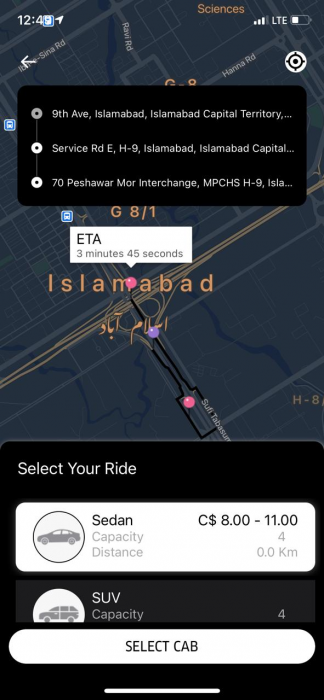 Sciences
12:4
LTE
-Sina Rd
Ravi Rd
Hanna Rd
G-8
9th Ave, Islamabad, Islamabad Capital Territory,...
Service Rd E, H-9, Islamabad, Islamabad Capital...
70 Peshawar Mor Interchange, MPCHS H-9, Isla...
G 8/1
ETA
3 minutes 45 seconds
Islamabad
اسلام آباد
H-8
Sufi Tabasum
Select Your Ride
Sedan C$ 8.00 - 11.00
Capacity 4
Distance 0.0 Km
SUV
Capacity 4
SELECT CAB